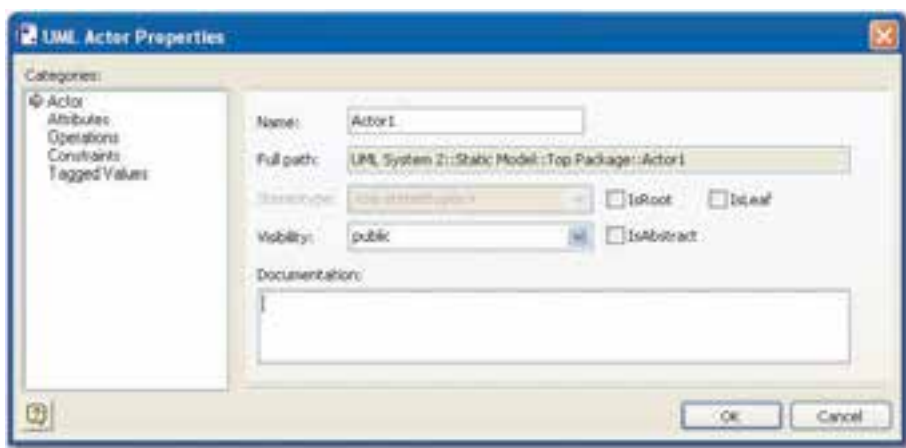 UML Actor Properties
Categories:
Actor
Attributes
Operations
Constraints
Tagged Values
Name: Actor1
Full path: UML System 2::Static Model::Top Package::Actor1
Stereotype: IsRoot IsLeaf
Visibility: public IsAbstract
Documentation:
OK Cancel